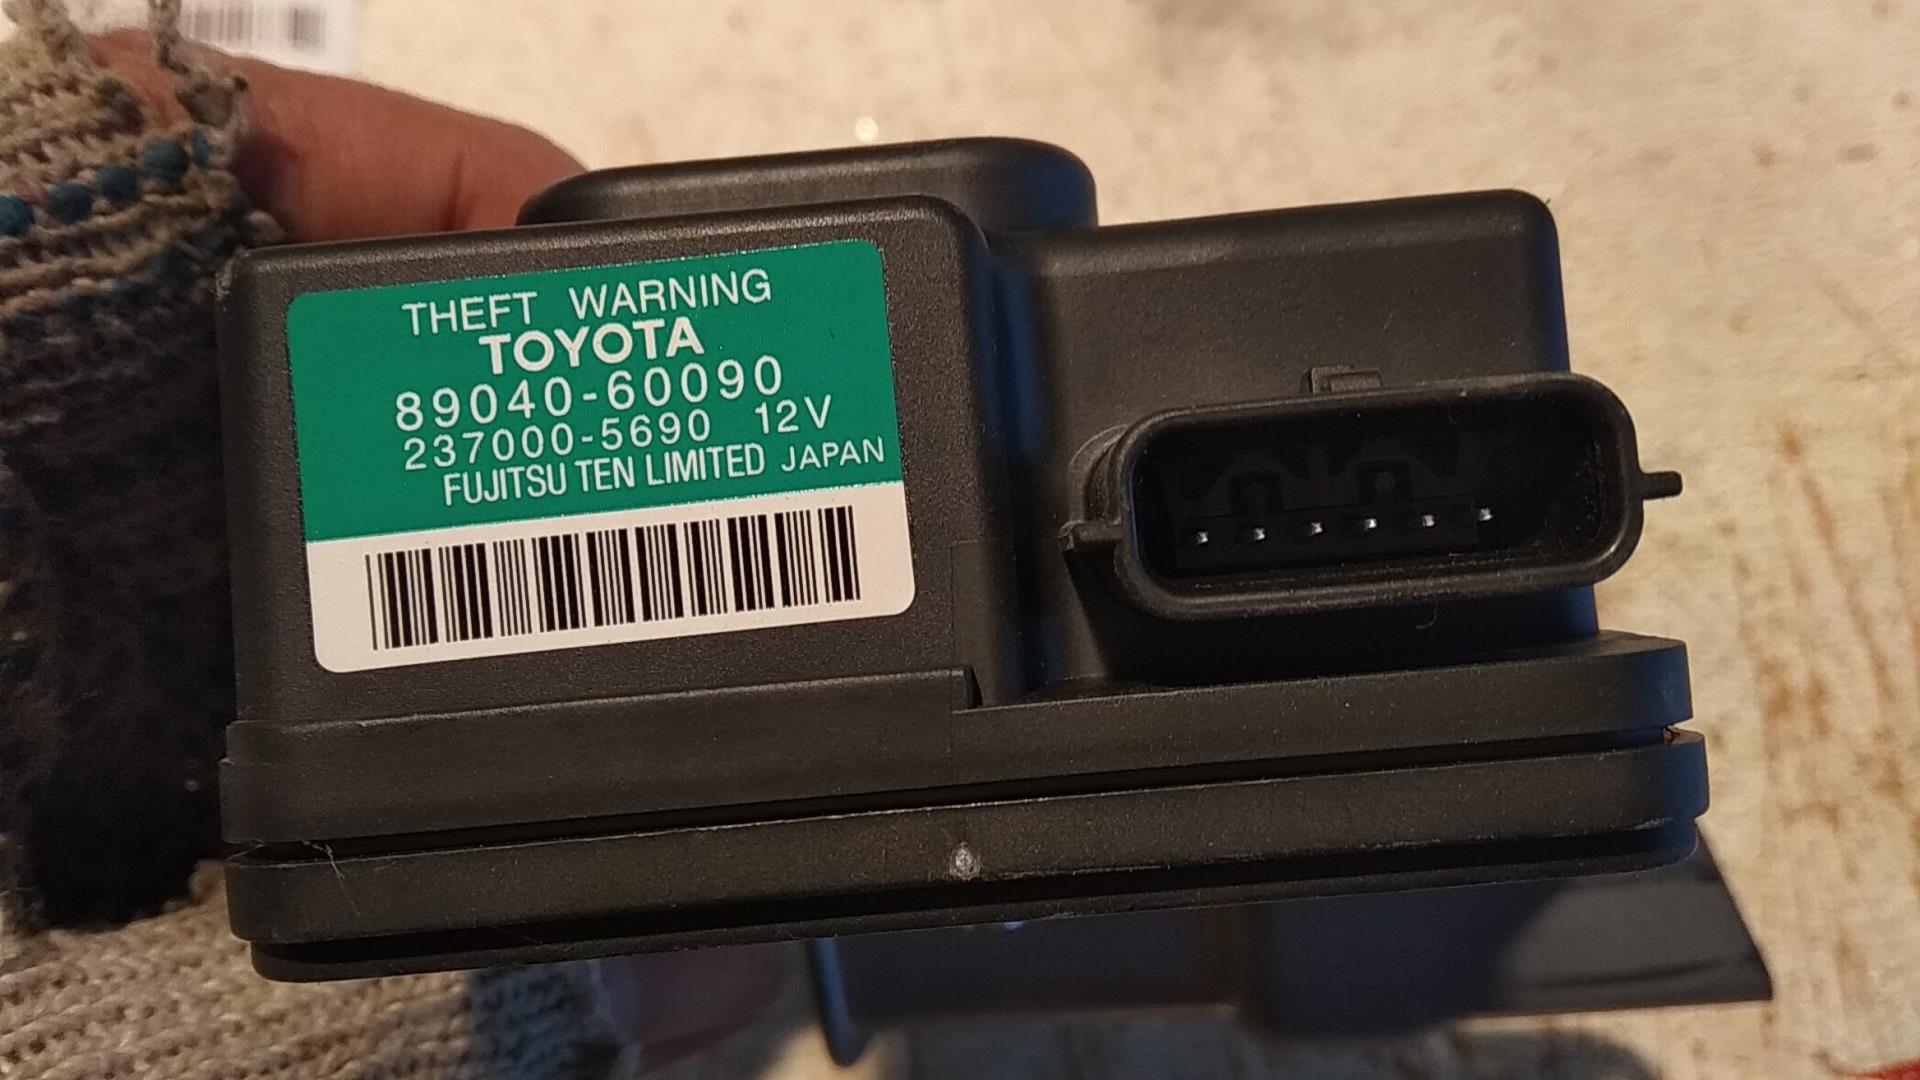 THEFT WARNING
TOYOTA
89040-60090
237000-5690 12V
FUJITSU TEN LIMITED JAPAN